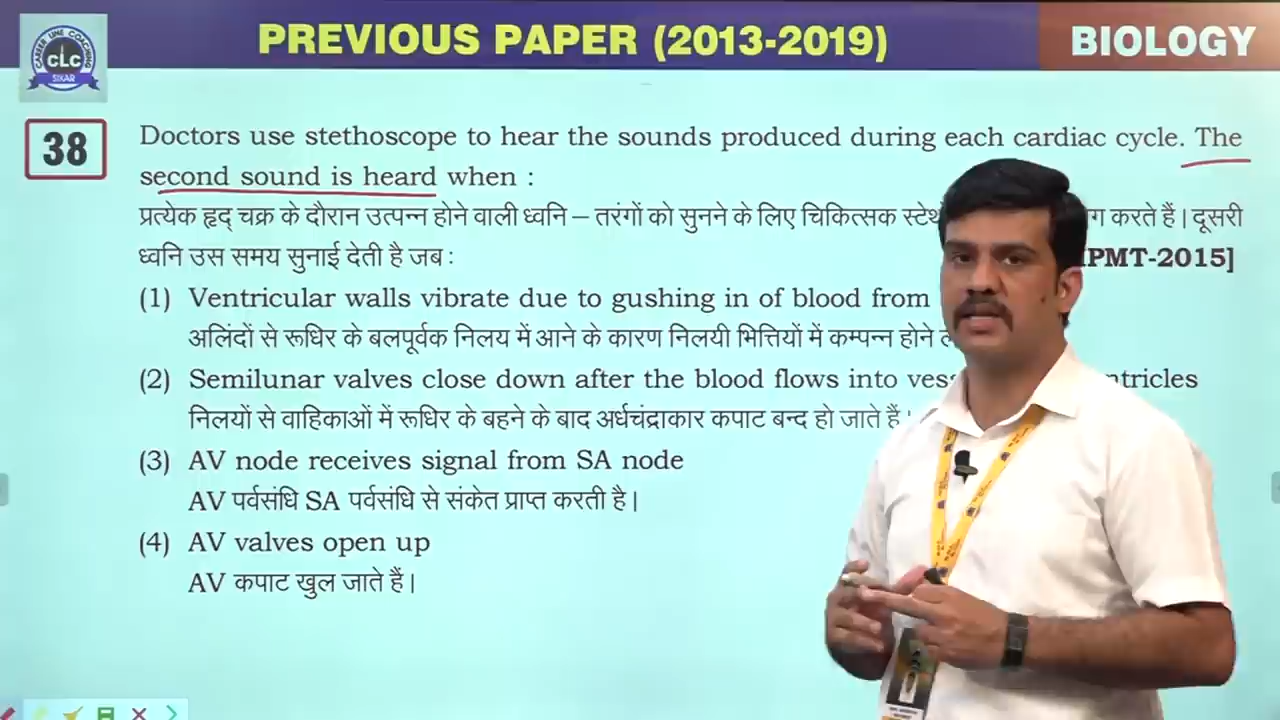 PREVIOUS PAPER (2013-2019)
BIOLOGY
CAREER LINE COACHING
CLC
SIKAR
38
Doctors use stethoscope to hear the sounds produced during each cardiac cycle. The
second sound is heard when :
प्रत्येक हृद् चक्र के दौरान उत्पन्न होने वाली ध्वनि – तरंगों को सुनने के लिए चिकित्सक करते हैं। दूसरी
ध्वनि उस समय सुनाई देती है जब :
PMT-2015]
(1) Ventricular walls vibrate due to gushing in of blood from
अलिंदों से रूधिर के बलपूर्वक निलय में आने के कारण निलयी भित्तियों में कम्पन्न होने
(2) Semilunar valves close down after the blood flows into
निलयों से वाहिकाओं में रूधिर के बहने के बाद अर्धचंद्राकार कपाट बन्द हो जाते हैं।
(3) AV node receives signal from SA node
AV पर्वसंधि SA पर्वसंधि से संकेत प्राप्त करती है।
(4) AV valves open up
AV कपाट खुल जाते हैं।